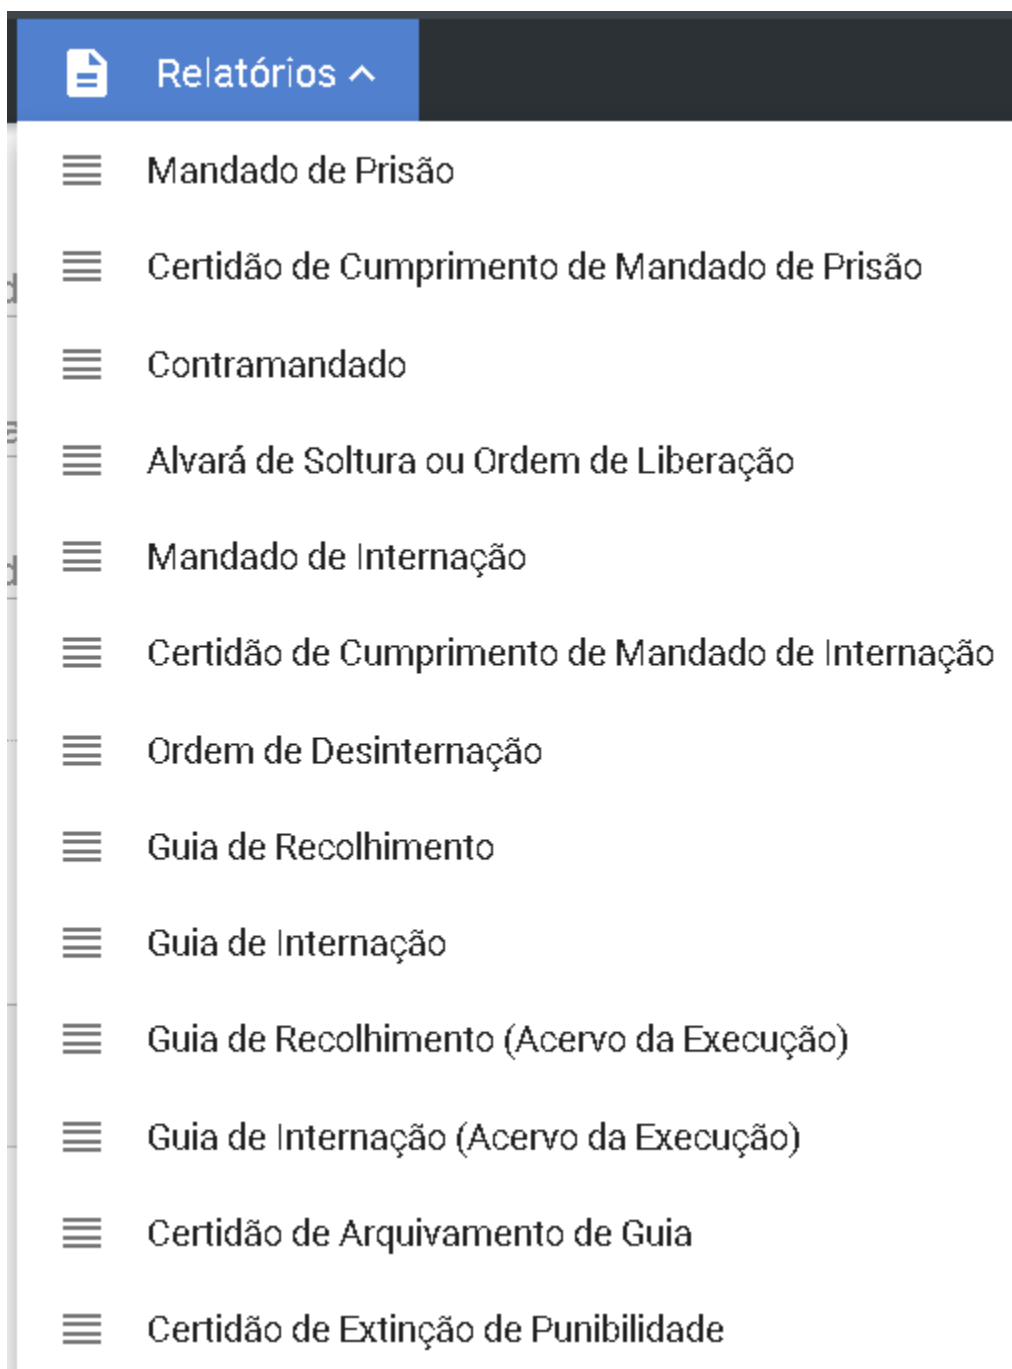 Relatórios
Mandado de Prisão
Certidão de Cumprimento de Mandado de Prisão
Contramandado
Alvará de Soltura ou Ordem de Liberação
Mandado de Internação
Certidão de Cumprimento de Mandado de Internação
Ordem de Desinternação
Guia de Recolhimento
Guia de Internação
Guia de Recolhimento (Acervo da Execução)
Guia de Internação (Acervo da Execução)
Certidão de Arquivamento de Guia
Certidão de Extinção de Punibilidade